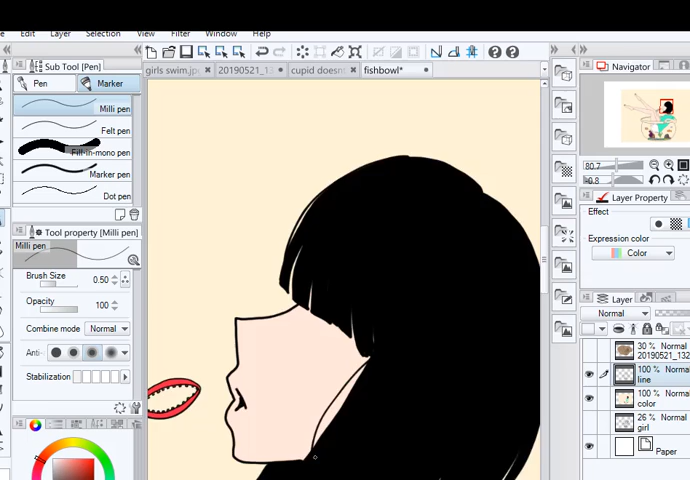 Edit View Selection View Filter Window Help
Sub Tool [Pen]
girls swim.jp
20190521_1
cupid doesn
fishbowl*
Navigator
Pen
Marker
Milli pen
Felt pen
Fill-in-mono pen
Marker pen
Dot pen
80.7
-0.8
Layer Property
Effect
Expression color
Color
Tool property [Milli pen]
Milli pen
Brush Size 0.50
Opacity 100
Combine mode Normal
Anti-
Stabilization
Layer
Normal
30 % Normal
20190521_132
100 % Normal
line
100 % Normal
color
26 % Normal
girl
Paper